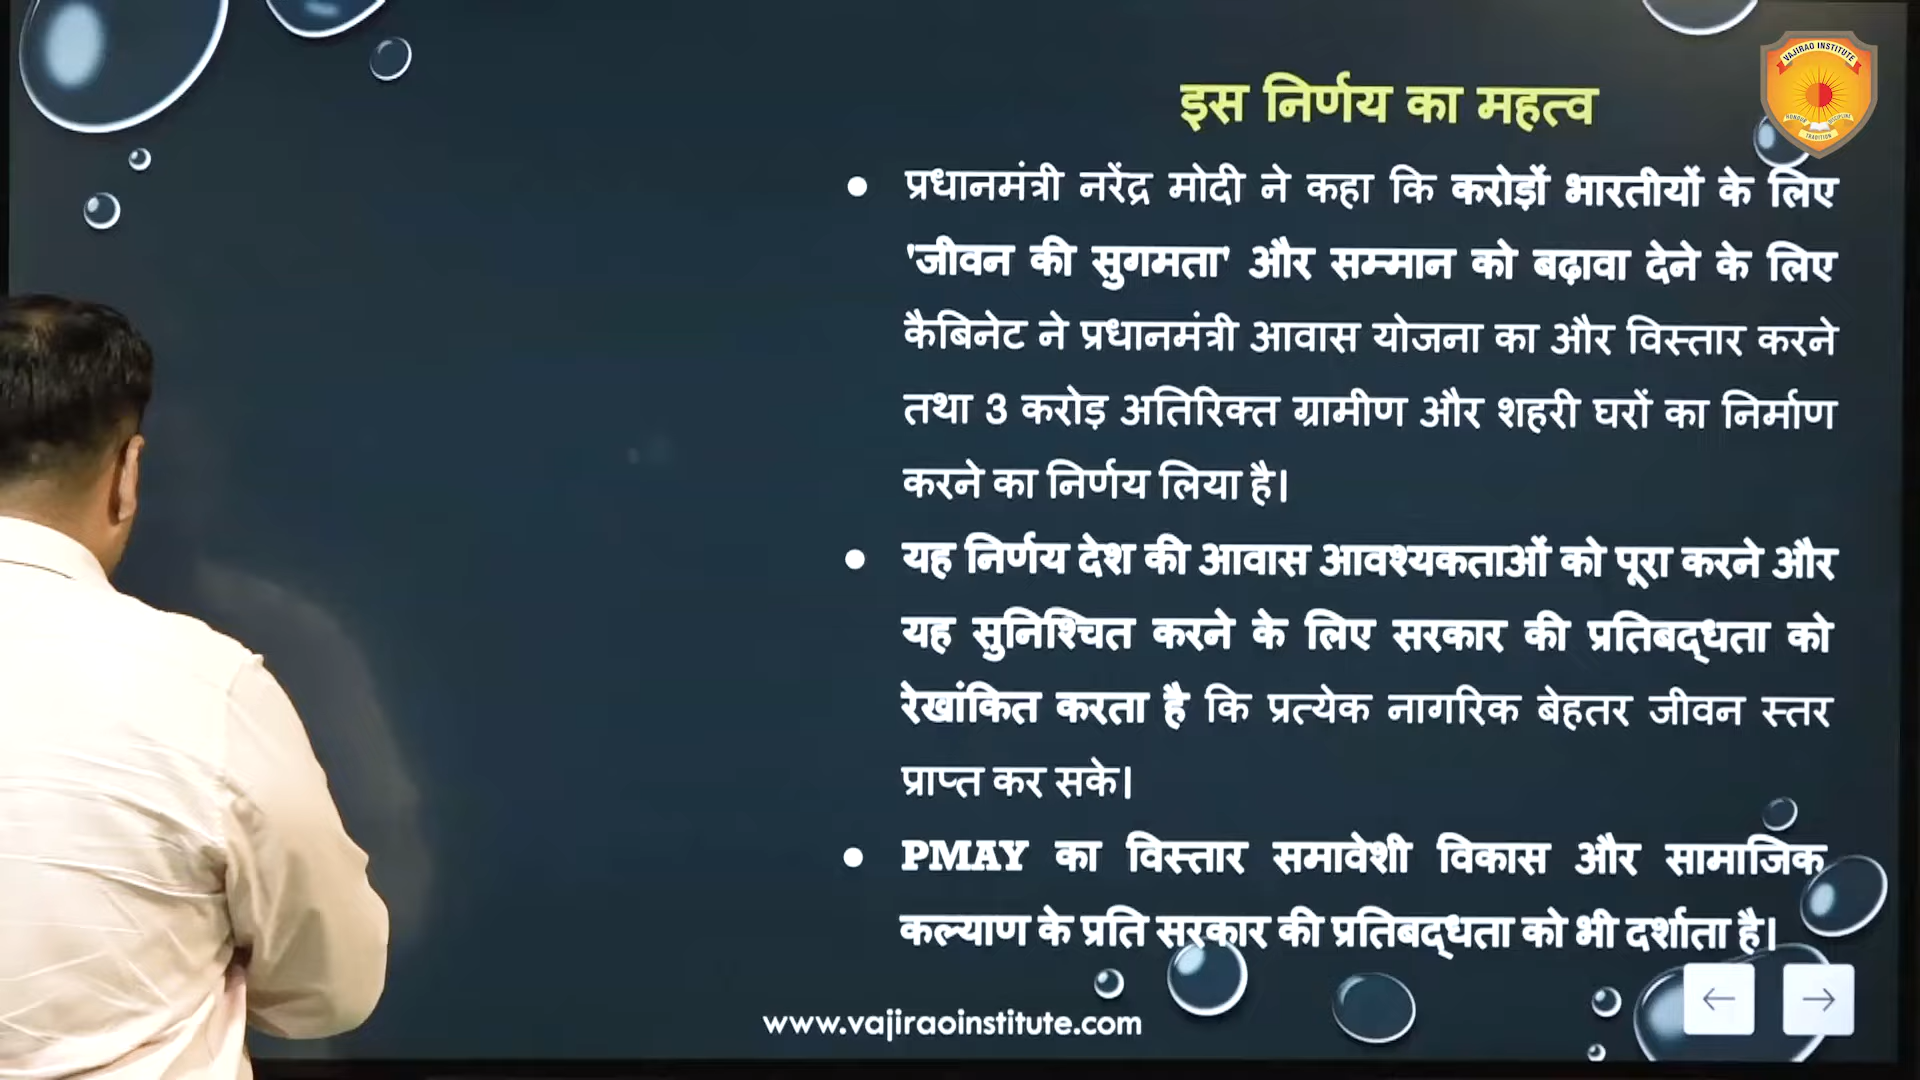 VAJIRAO INSTITUTE
TRADITION
इस निर्णय का महत्व
• प्रधानमंत्री नरेंद्र मोदी ने कहा कि करोड़ों भारतीयों के लिए
'जीवन की सुगमता' और सम्मान को बढ़ावा देने के लिए
कैबिनेट ने प्रधानमंत्री आवास योजना का और विस्तार करने
तथा 3 करोड़ अतिरिक्त ग्रामीण और शहरी घरों का निर्माण
करने का निर्णय लिया है।
• यह निर्णय देश की आवास आवश्यकताओं को पूरा करने और
यह सुनिश्चित करने के लिए सरकार की प्रतिबद्धता को
रेखांकित करता है कि प्रत्येक नागरिक बेहतर जीवन स्तर
प्राप्त कर सके।
• PMAY का विस्तार समावेशी विकास और सामाजिक
कल्याण के प्रति सरकार की प्रतिबद्धता को भी दर्शाता है।
www.vajiraoinstitute.com